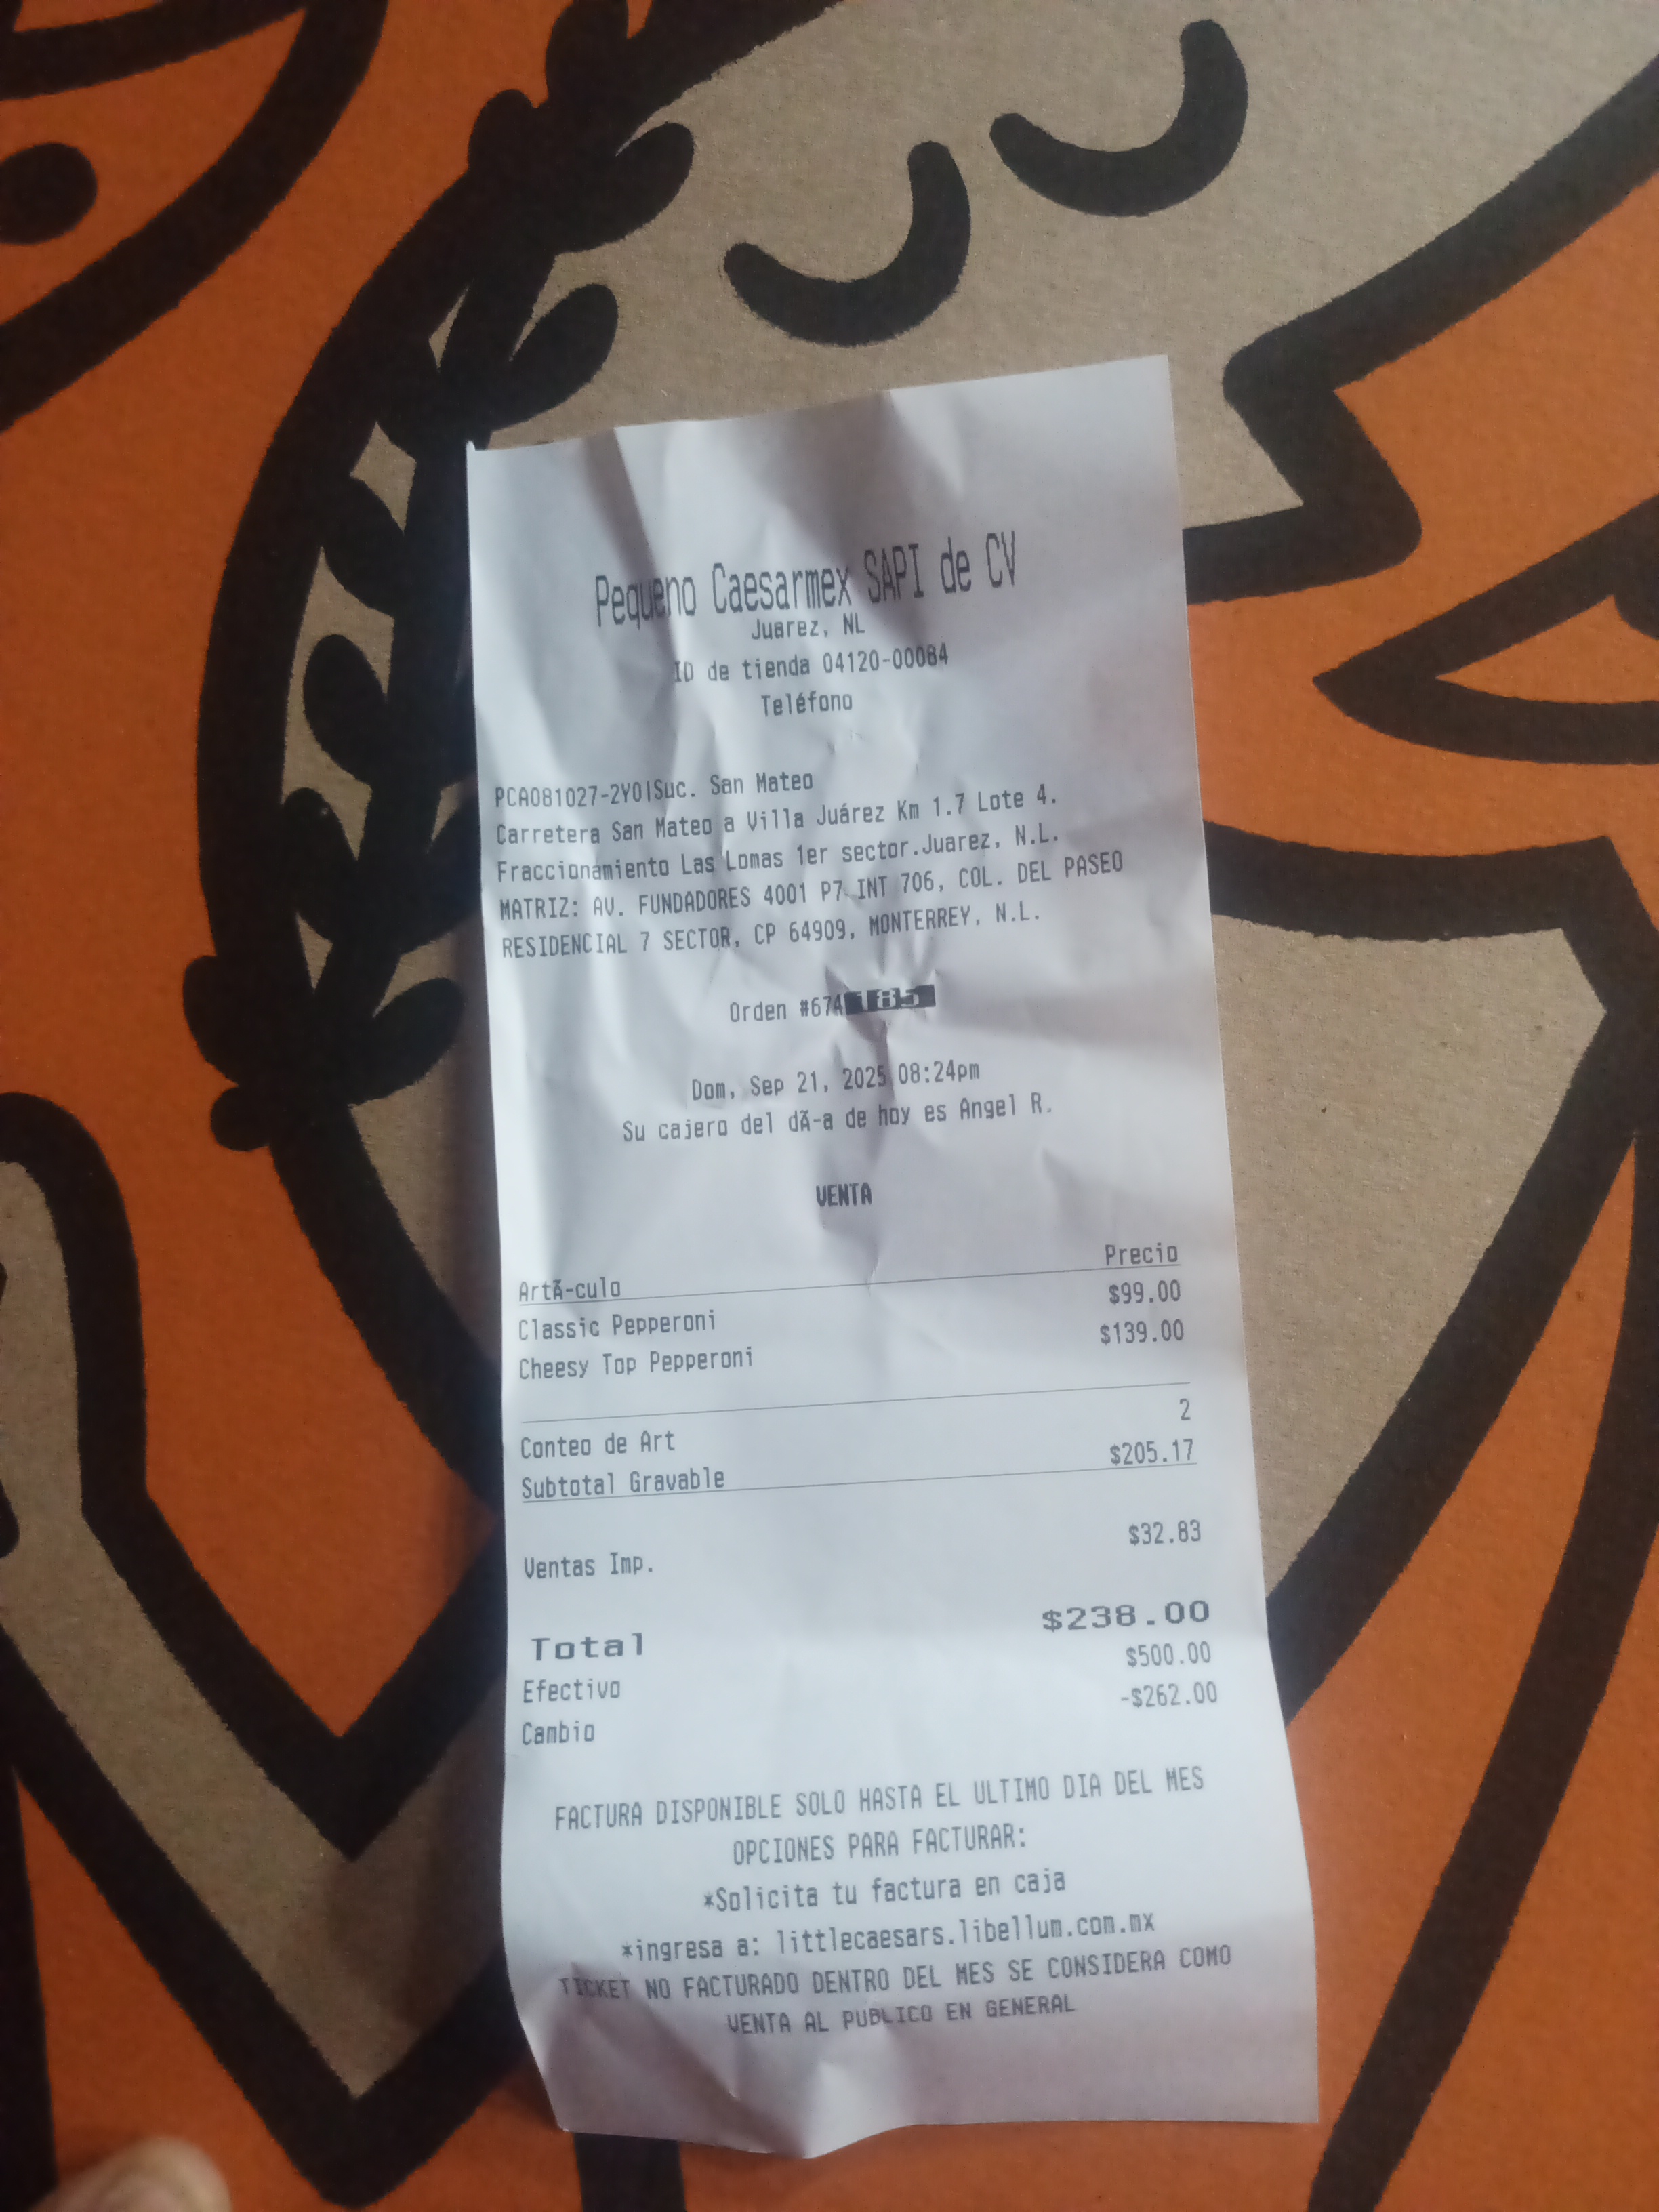 Pequeno Caesarmex SAPI de CV
Juarez, NL
ID de tienda 04120-00084
Teléfono
PCA081027-2Y0|Suc. San Mateo
Carretera San Mateo a Villa Juárez Km 1.7 Lote 4.
Fraccionamiento Las Lomas 1er sector.Juarez, N.L.
MATRIZ: AV. FUNDADORES 4001 P7 INT 706, COL. DEL PASEO
RESIDENCIAL 7 SECTOR, CP 64909, MONTERREY, N.L.
Orden #674185
Dom, Sep 21, 2025 08:24pm
Su cajero del dÃ-a de hoy es Angel R.
VENTA
ArtÃ-culo Precio
Classic Pepperoni $99.00
Cheesy Top Pepperoni $139.00
Conteo de Art 2
Subtotal Gravable $205.17
Ventas Imp. $32.83
Total $238.00
Efectivo $500.00
Cambio -$262.00
FACTURA DISPONIBLE SOLO HASTA EL ULTIMO DIA DEL MES
OPCIONES PARA FACTURAR:
*Solicita tu factura en caja
*ingresa a: littlecaesars.libellum.com.mx
TICKET NO FACTURADO DENTRO DEL MES SE CONSIDERA COMO
VENTA AL PUBLICO EN GENERAL